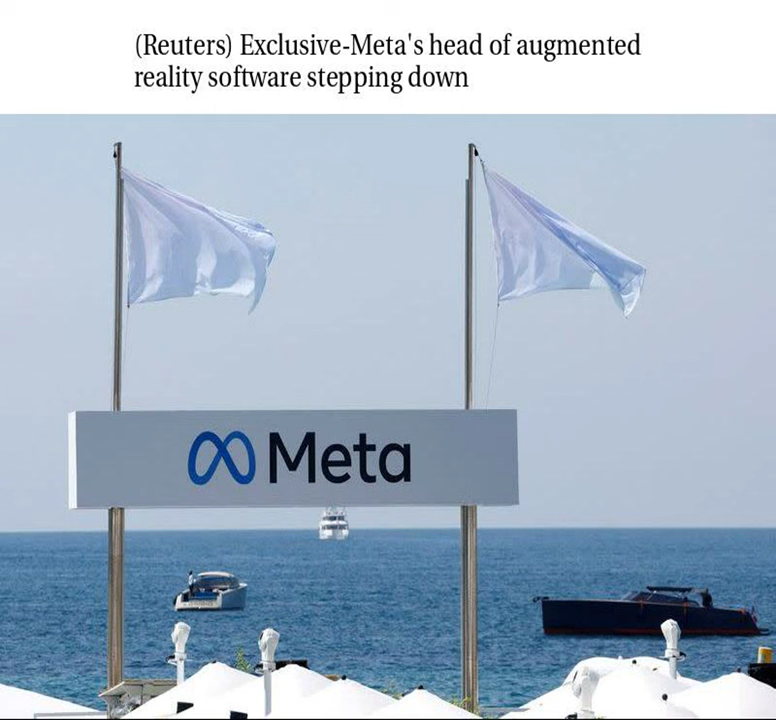 (Reuters) Exclusive-Meta's head of augmented
reality software stepping down
Meta